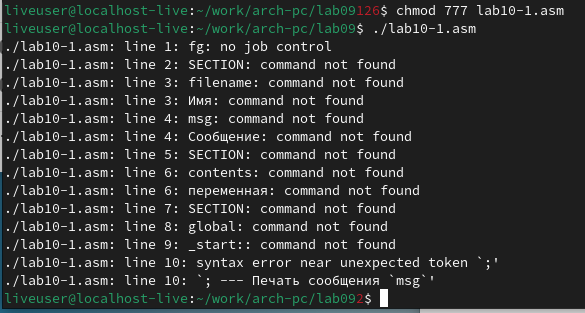 liveuser@localhost-live:~/work/arch-pc/lab09126$ chmod 777 lab10-1.asm
liveuser@localhost-live:~/work/arch-pc/lab09$ ./lab10-1.asm
./lab10-1.asm: line 1: fg: no job control
./lab10-1.asm: line 2: SECTION: command not found
./lab10-1.asm: line 3: filename: command not found
./lab10-1.asm: line 3: Имя: command not found
./lab10-1.asm: line 4: msg: command not found
./lab10-1.asm: line 4: Сообщение: command not found
./lab10-1.asm: line 5: SECTION: command not found
./lab10-1.asm: line 6: contents: command not found
./lab10-1.asm: line 6: переменная: command not found
./lab10-1.asm: line 7: SECTION: command not found
./lab10-1.asm: line 8: global: command not found
./lab10-1.asm: line 9: _start:: command not found
./lab10-1.asm: line 10: syntax error near unexpected token `;'
./lab10-1.asm: line 10: `; --- Печать сообщения `msg`'
liveuser@localhost-live:~/work/arch-pc/lab092$